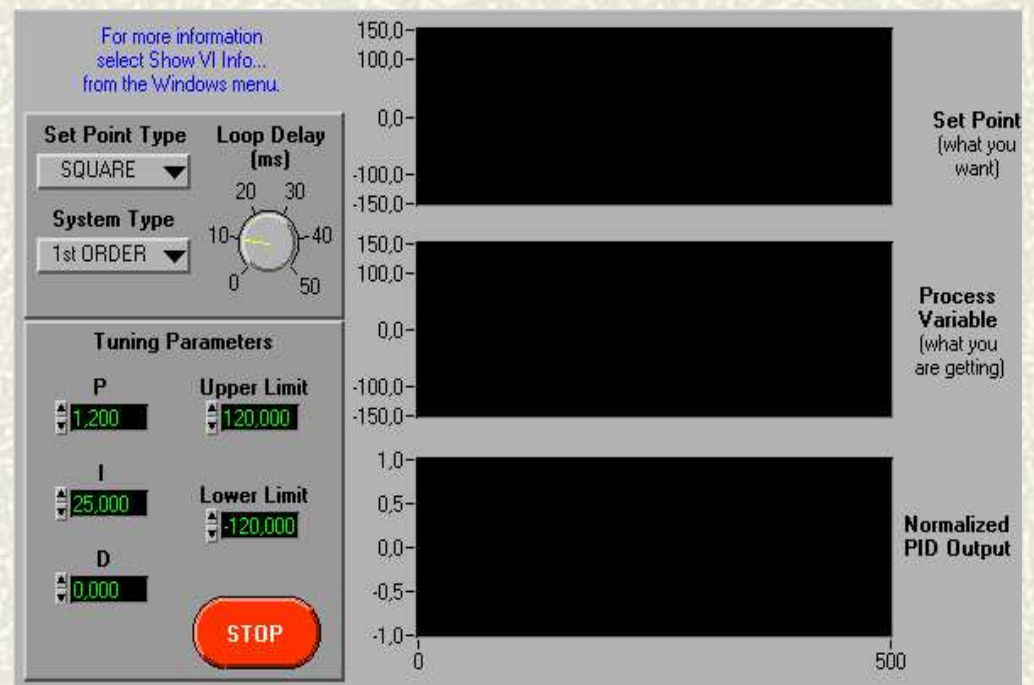 For more information
select Show VI Info...
from the Windows menu.
Set Point Type
SQUARE
System Type
1st ORDER
Loop Delay
(ms)
0
10
20
30
40
50
Tuning Parameters
P
1,200
I
25,000
D
0,000
Upper Limit
120,000
Lower Limit
-120,000
STOP
150,0
100,0
0,0
-100,0
-150,0
Set Point
(what you
want)
150,0
100,0
0,0
-100,0
-150,0
Process
Variable
(what you
are getting)
1,0
0,5
0,0
-0,5
-1,0
0
500
Normalized
PID Output